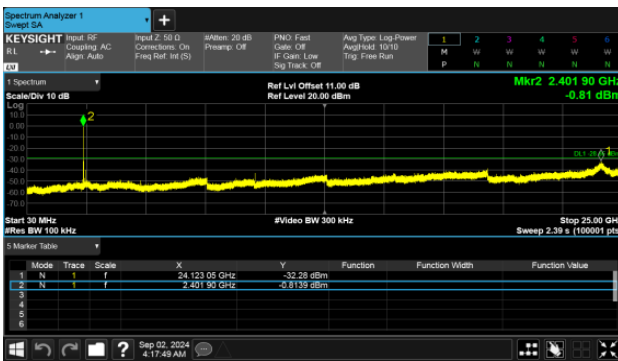 Spectrum Analyzer 1
Swept SA
KEYSIGHT
RL
LXI
Input: RF
Coupling: AC
Align: Auto
Input Z: 50 Ω
Corrections: On
Freq Ref: Int (S)
#Atten: 20 dB
Preamp: Off
PNO: Fast
Gate: Off
IF Gain: Low
Sig Track: Off
Avg Type: Log-Power
Avg|Hold: 10/10
Trig: Free Run
1 2 3 4 5 6
M W W W W W
P N N N N N
1 Spectrum
Scale/Div 10 dB
Log
Ref Lvl Offset 11.00 dB
Ref Level 20.00 dBm
Mkr2 2.401 90 GHz
-0.81 dBm
10.0
0.00
-10.0
-20.0
-30.0
-40.0
-50.0
-60.0
-70.0
2
1
Start 30 MHz
#Res BW 100 kHz
#Video BW 300 kHz
Stop 25.00 GHz
Sweep 2.39 s (100001 pts)
5 Marker Table
Mode Trace Scale X Y Function Function Width Function Value
1 N 1 f 24.123 05 GHz -32.28 dBm
2 N 1 f 2.401 90 GHz -0.8139 dBm
3
4
5
6
?
Sep 02, 2024
4:17:49 AM